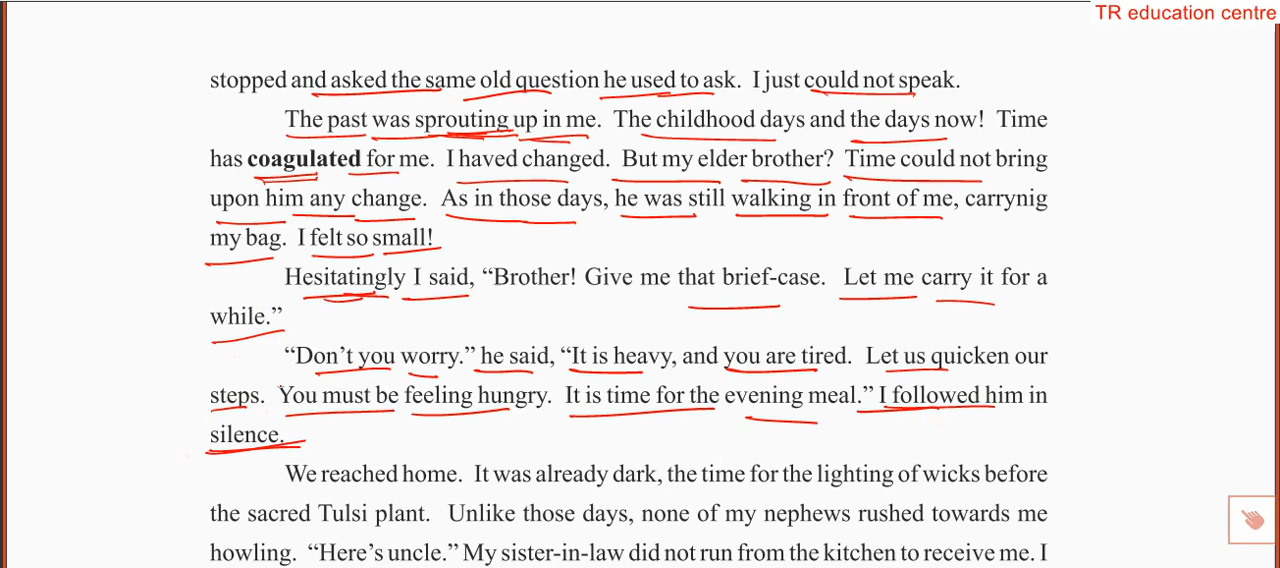 TR education centre
stopped and asked the same old question he used to ask. I just could not speak.
The past was sprouting up in me. The childhood days and the days now! Time
has coagulated for me. I haved changed. But my elder brother? Time could not bring
upon him any change. As in those days, he was still walking in front of me, carrynig
my bag. I felt so small!
Hesitatingly I said, “Brother! Give me that brief-case. Let me carry it for a
while.”
“Don’t you worry.” he said, “It is heavy, and you are tired. Let us quicken our
steps. You must be feeling hungry. It is time for the evening meal.” I followed him in
silence.
We reached home. It was already dark, the time for the lighting of wicks before
the sacred Tulsi plant. Unlike those days, none of my nephews rushed towards me
howling. “Here’s uncle.” My sister-in-law did not run from the kitchen to receive me. I